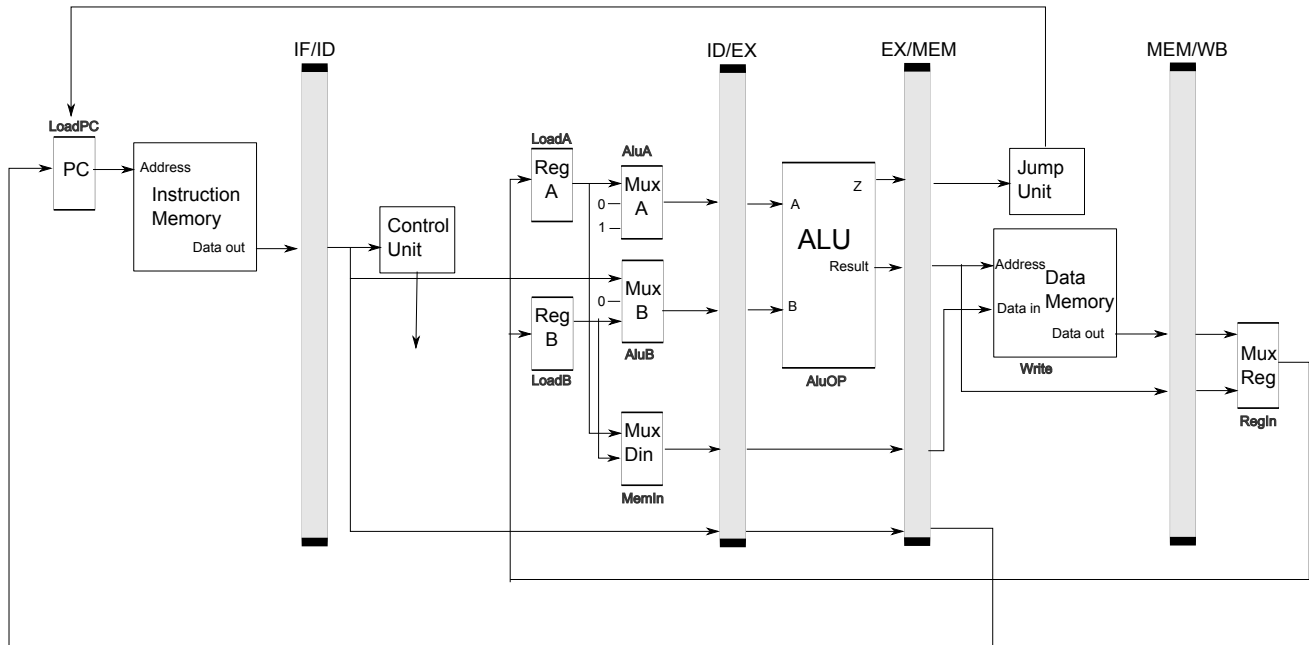 IF/ID
ID/EX
EX/MEM
MEM/WB
LoadPC
PC
Address
Instruction
Memory
Data out
Control
Unit
LoadA
Reg
A
AluA
Mux
A
0
1
Mux
B
0
AluB
Reg
B
LoadB
Mux
Din
MemIn
Z
A
ALU
Result
B
AluOP
Jump
Unit
Address
Data
Memory
Data in
Data out
Write
Mux
Reg
RegIn